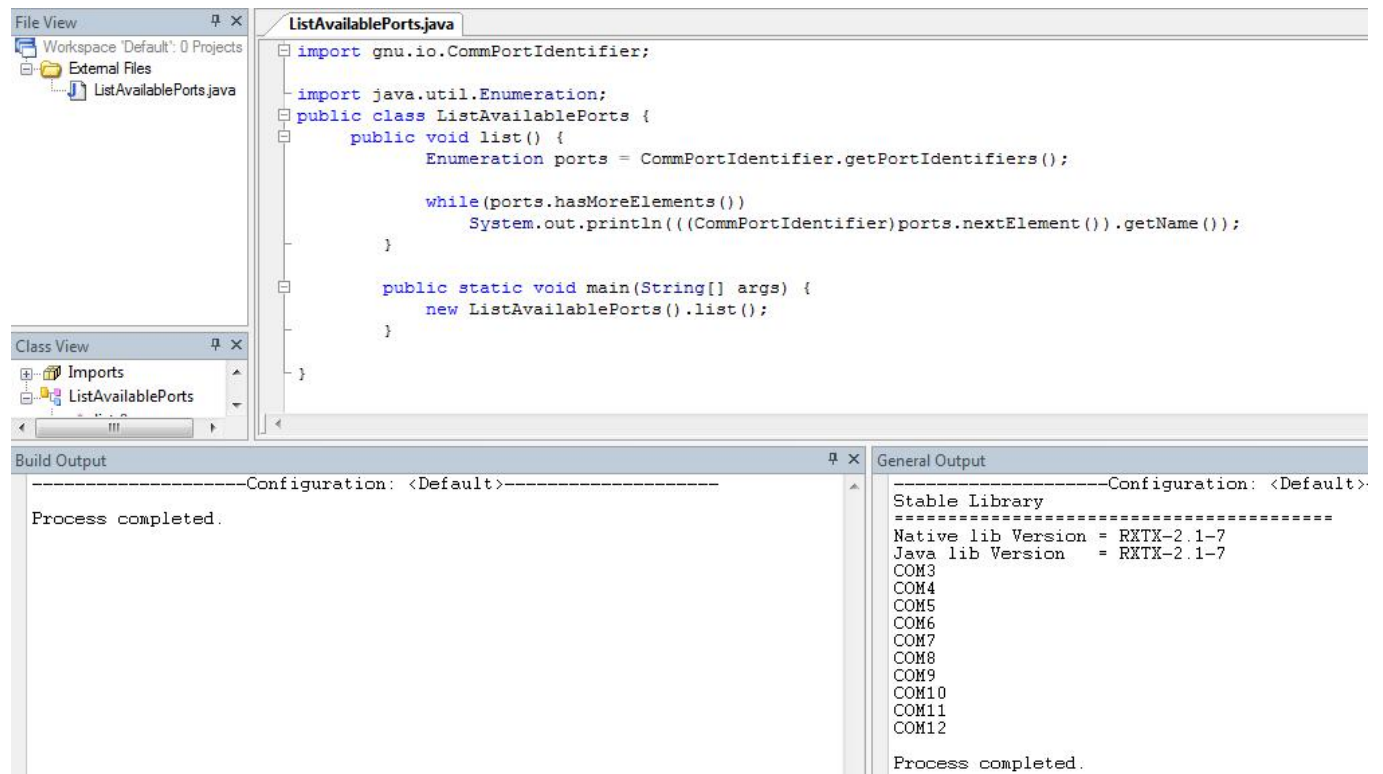 File View
Workspace 'Default': 0 Projects
External Files
ListAvailablePorts.java
Class View
Imports
ListAvailablePorts
ListAvailablePorts.java
import gnu.io.CommPortIdentifier;
import java.util.Enumeration;
public class ListAvailablePorts {
public void list() {
Enumeration ports = CommPortIdentifier.getPortIdentifiers();
while(ports.hasMoreElements())
System.out.println(((CommPortIdentifier)ports.nextElement()).getName());
}
public static void main(String[] args) {
new ListAvailablePorts().list();
}
}
Build Output
--------------------Configuration: <Default>--------------------
Process completed.
General Output
--------------------Configuration: <Default>-
Stable Library
=========================================
Native lib Version = RXTX-2.1-7
Java lib Version   = RXTX-2.1-7
COM3
COM4
COM5
COM6
COM7
COM8
COM9
COM10
COM11
COM12
Process completed.